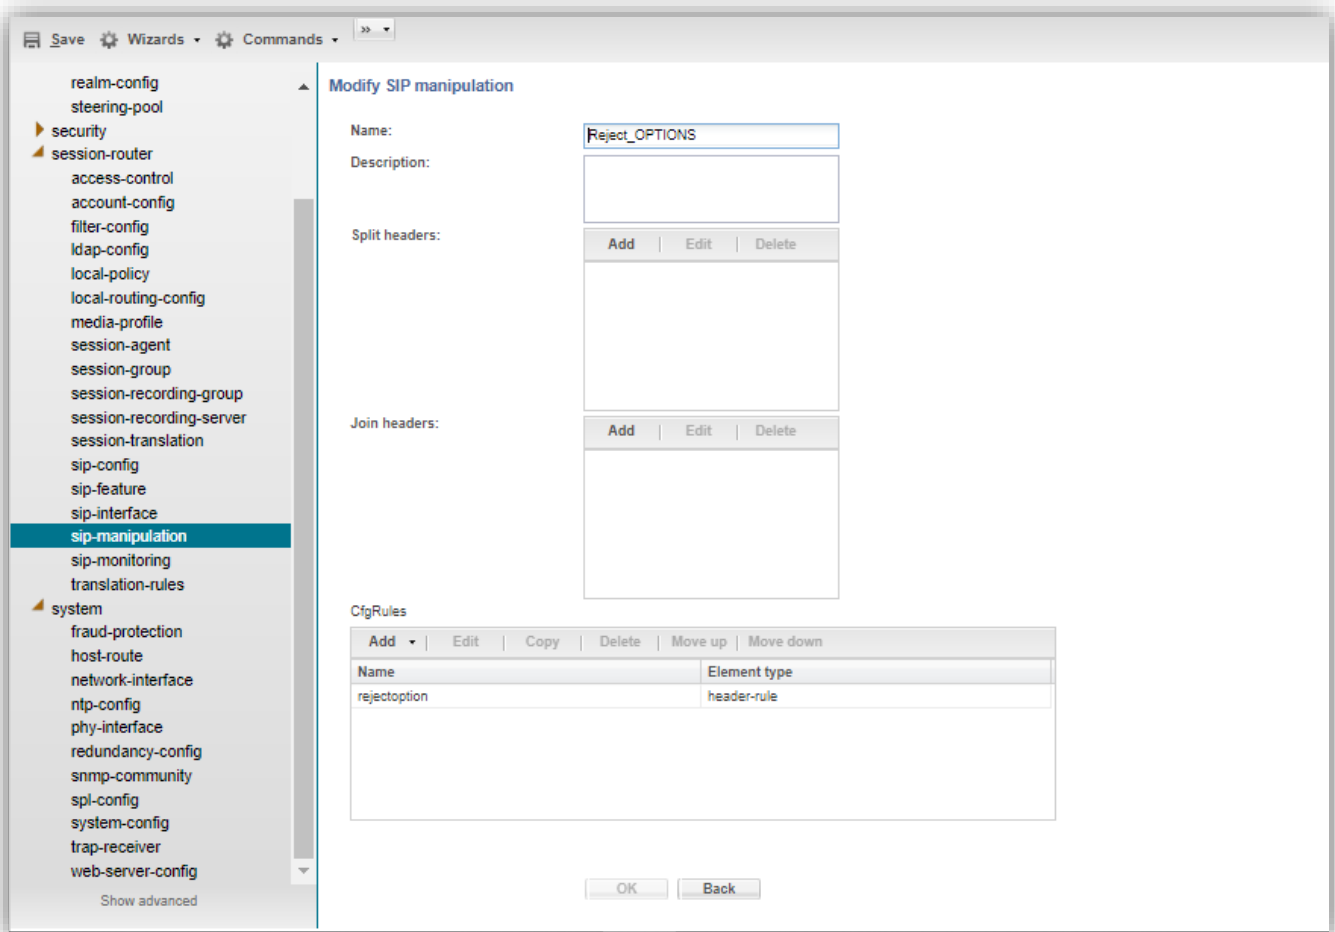 Save Wizards Commands »
realm-config
steering-pool
security
session-router
access-control
account-config
filter-config
ldap-config
local-policy
local-routing-config
media-profile
session-agent
session-group
session-recording-group
session-recording-server
session-translation
sip-config
sip-feature
sip-interface
sip-manipulation
sip-monitoring
translation-rules
system
fraud-protection
host-route
network-interface
ntp-config
phy-interface
redundancy-config
snmp-community
spl-config
system-config
trap-receiver
web-server-config
Show advanced
Modify SIP manipulation
Name: Reject_OPTIONS
Description:
Split headers: Add | Edit | Delete
Join headers: Add | Edit | Delete
CfgRules
Add | Edit | Copy | Delete | Move up | Move down
Name Element type
rejectoption header-rule
OK Back